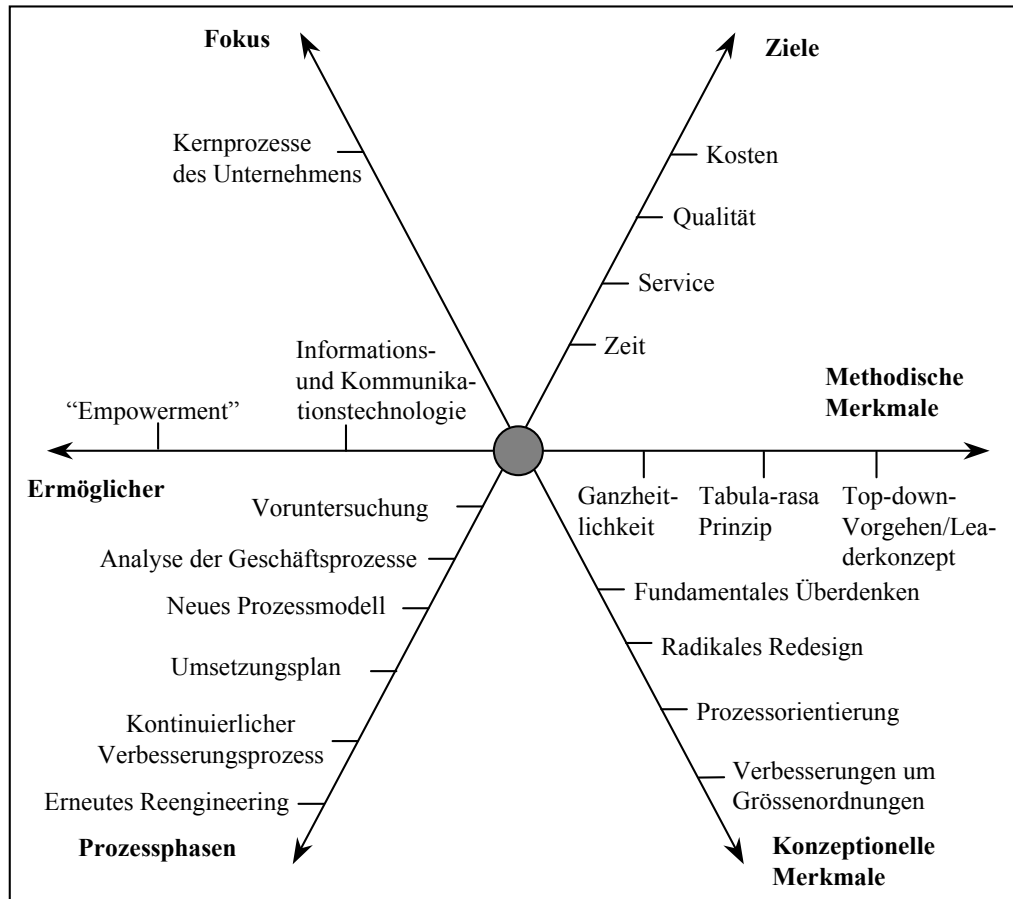 Fokus
Ziele
Kernprozesse
des Unternehmens
Kosten
Qualität
Service
Zeit
Informations-
und Kommunika-
tionstechnologie
“Empowerment”
Methodische
Merkmale
Ermöglicher
Ganzheit-
lichkeit
Tabula-rasa
Prinzip
Top-down-
Vorgehen/Lea-
derkonzept
Voruntersuchung
Analyse der Geschäftsprozesse
Neues Prozessmodell
Umsetzungsplan
Kontinuierlicher
Verbesserungsprozess
Erneutes Reengineering
Prozessphasen
Fundamentales Überdenken
Radikales Redesign
Prozessorientierung
Verbesserungen um
Grössenordnungen
Konzeptionelle
Merkmale